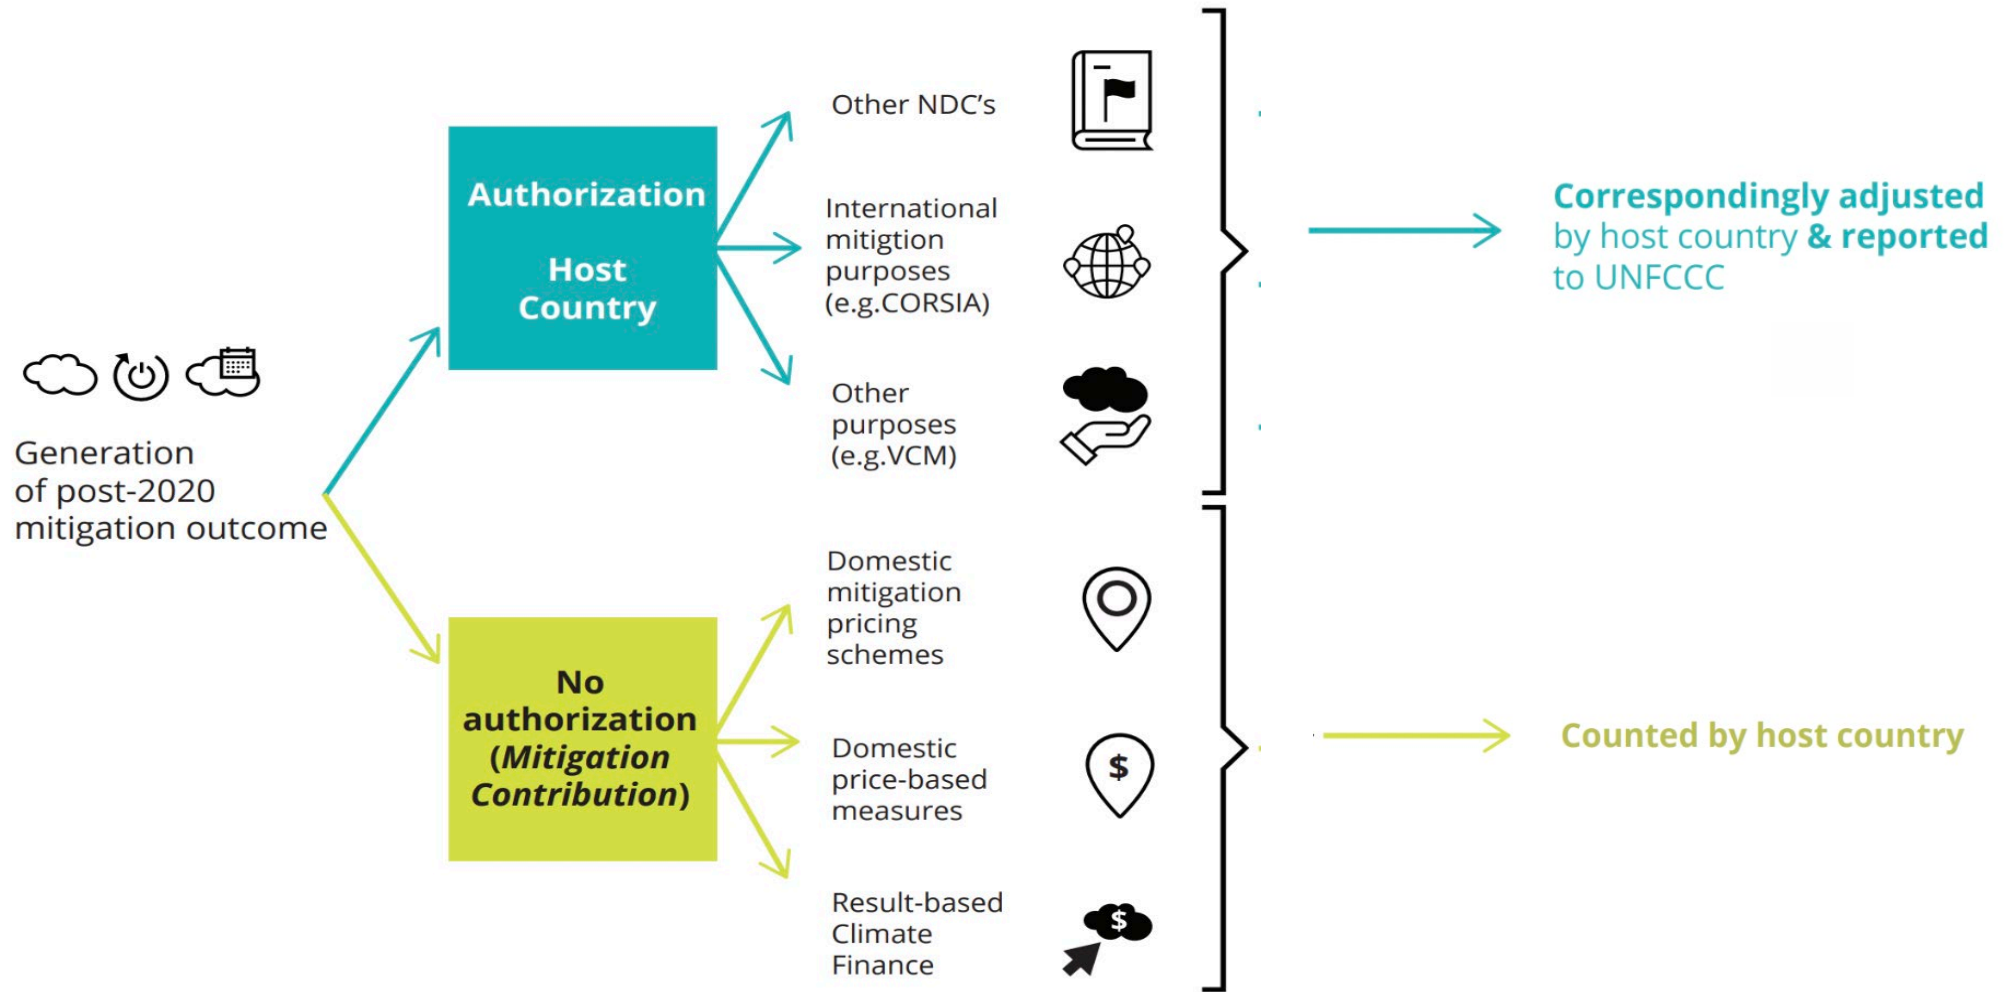 Generation
of post-2020
mitigation outcome
Authorization
Host
Country
Other NDC’s
International
mitigtion
purposes
(e.g.CORSIA)
Other
purposes
(e.g.VCM)
Correspondingly adjusted
by host country & reported
to UNFCCC
No
authorization
(Mitigation
Contribution)
Domestic
mitigation
pricing
schemes
Domestic
price-based
measures
$
Result-based
Climate
Finance
$
Counted by host country